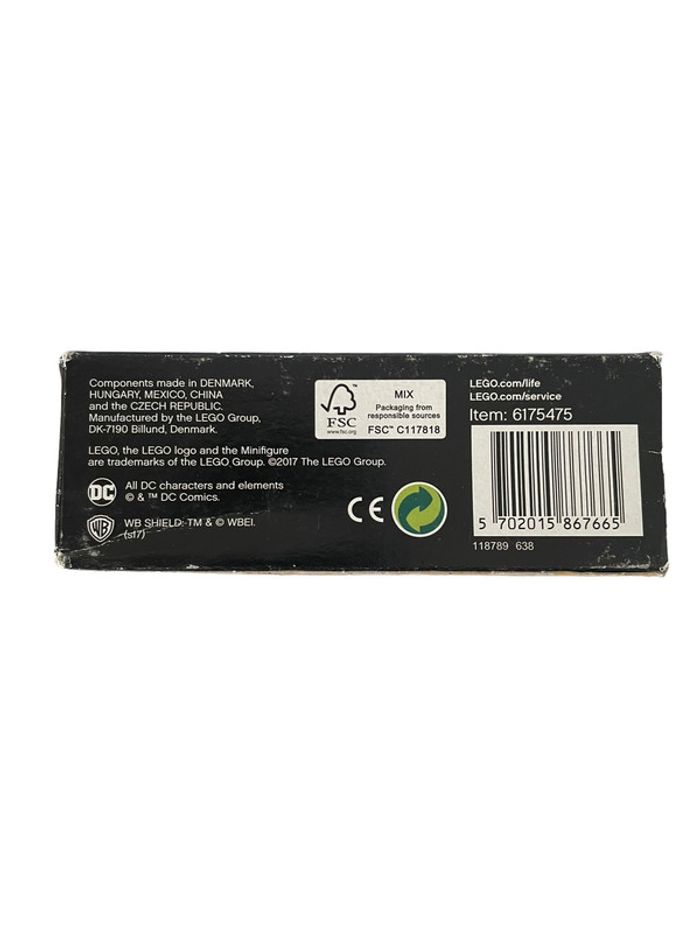 Components made in DENMARK,
HUNGARY, MEXICO, CHINA
and the CZECH REPUBLIC.
Manufactured by the LEGO Group,
DK-7190 Billund, Denmark.
LEGO, the LEGO logo and the Minifigure
are trademarks of the LEGO Group. ©2017 The LEGO Group.
DC
All DC characters and elements
© & ™ DC Comics.
WB
WB SHIELD: TM & © WBEI.
(s17)
FSC
www.fsc.org
MIX
Packaging from
responsible sources
FSC™ C117818
CE
LEGO.com/life
LEGO.com/service
Item: 6175475
5 702015 867665
118789 638